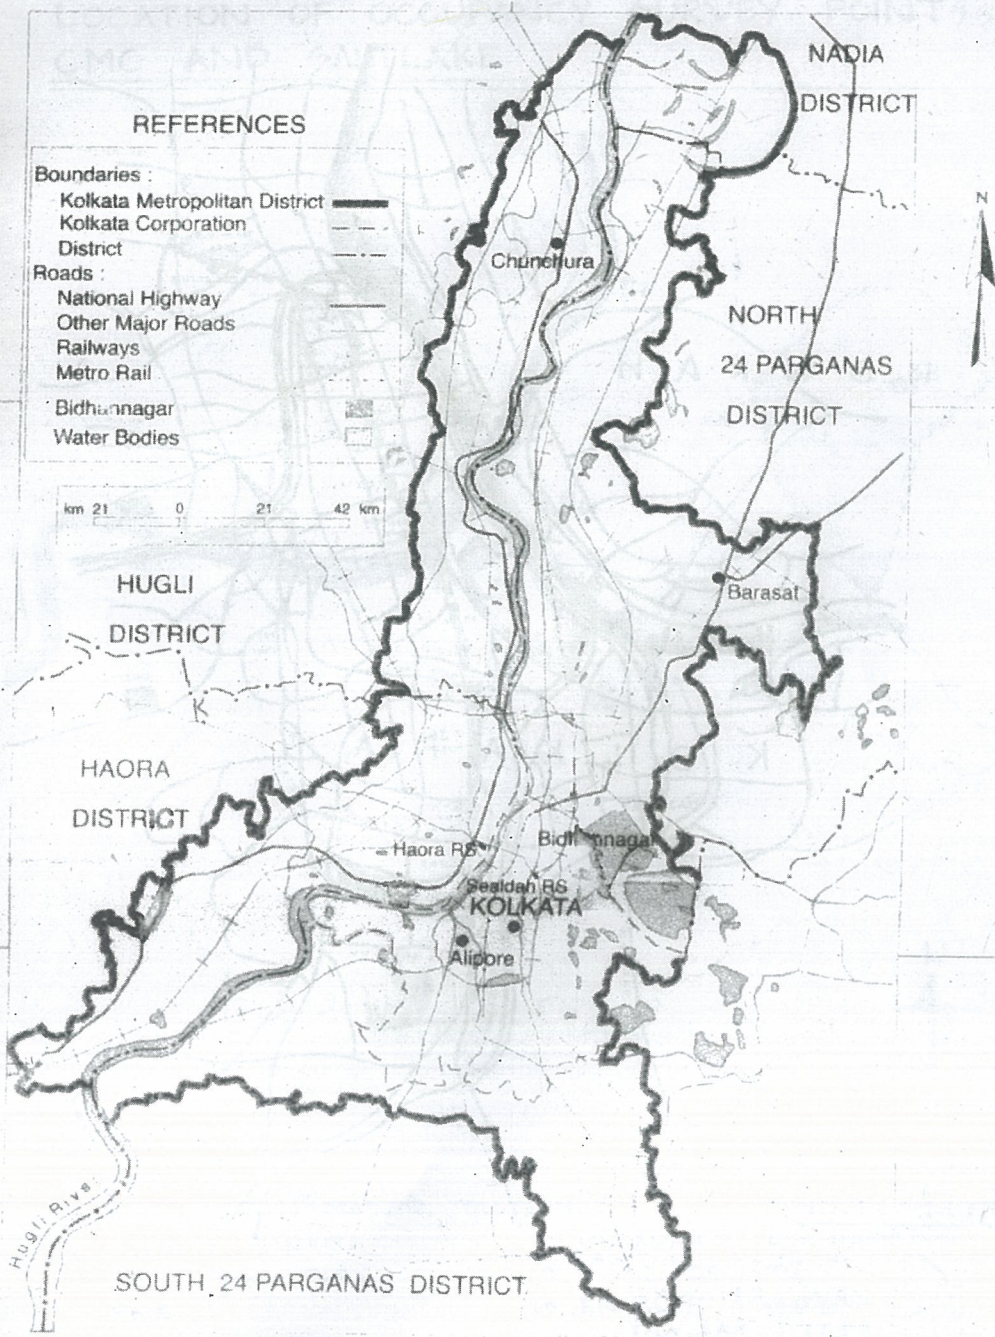 REFERENCES
Boundaries :
Kolkata Metropolitan District
Kolkata Corporation
District
Roads :
National Highway
Other Major Roads
Railways
Metro Rail
Bidhannagar
Water Bodies
km 21 0 21 42 km
NADIA
DISTRICT
N
Chunchura
NORTH
24 PARGANAS
DISTRICT
HUGLI
DISTRICT
Barasat
K
HAORA
DISTRICT
Haora RS
Bidhannagar
Sealdah RS
KOLKATA
Alipore
Hugli River
SOUTH 24 PARGANAS DISTRICT